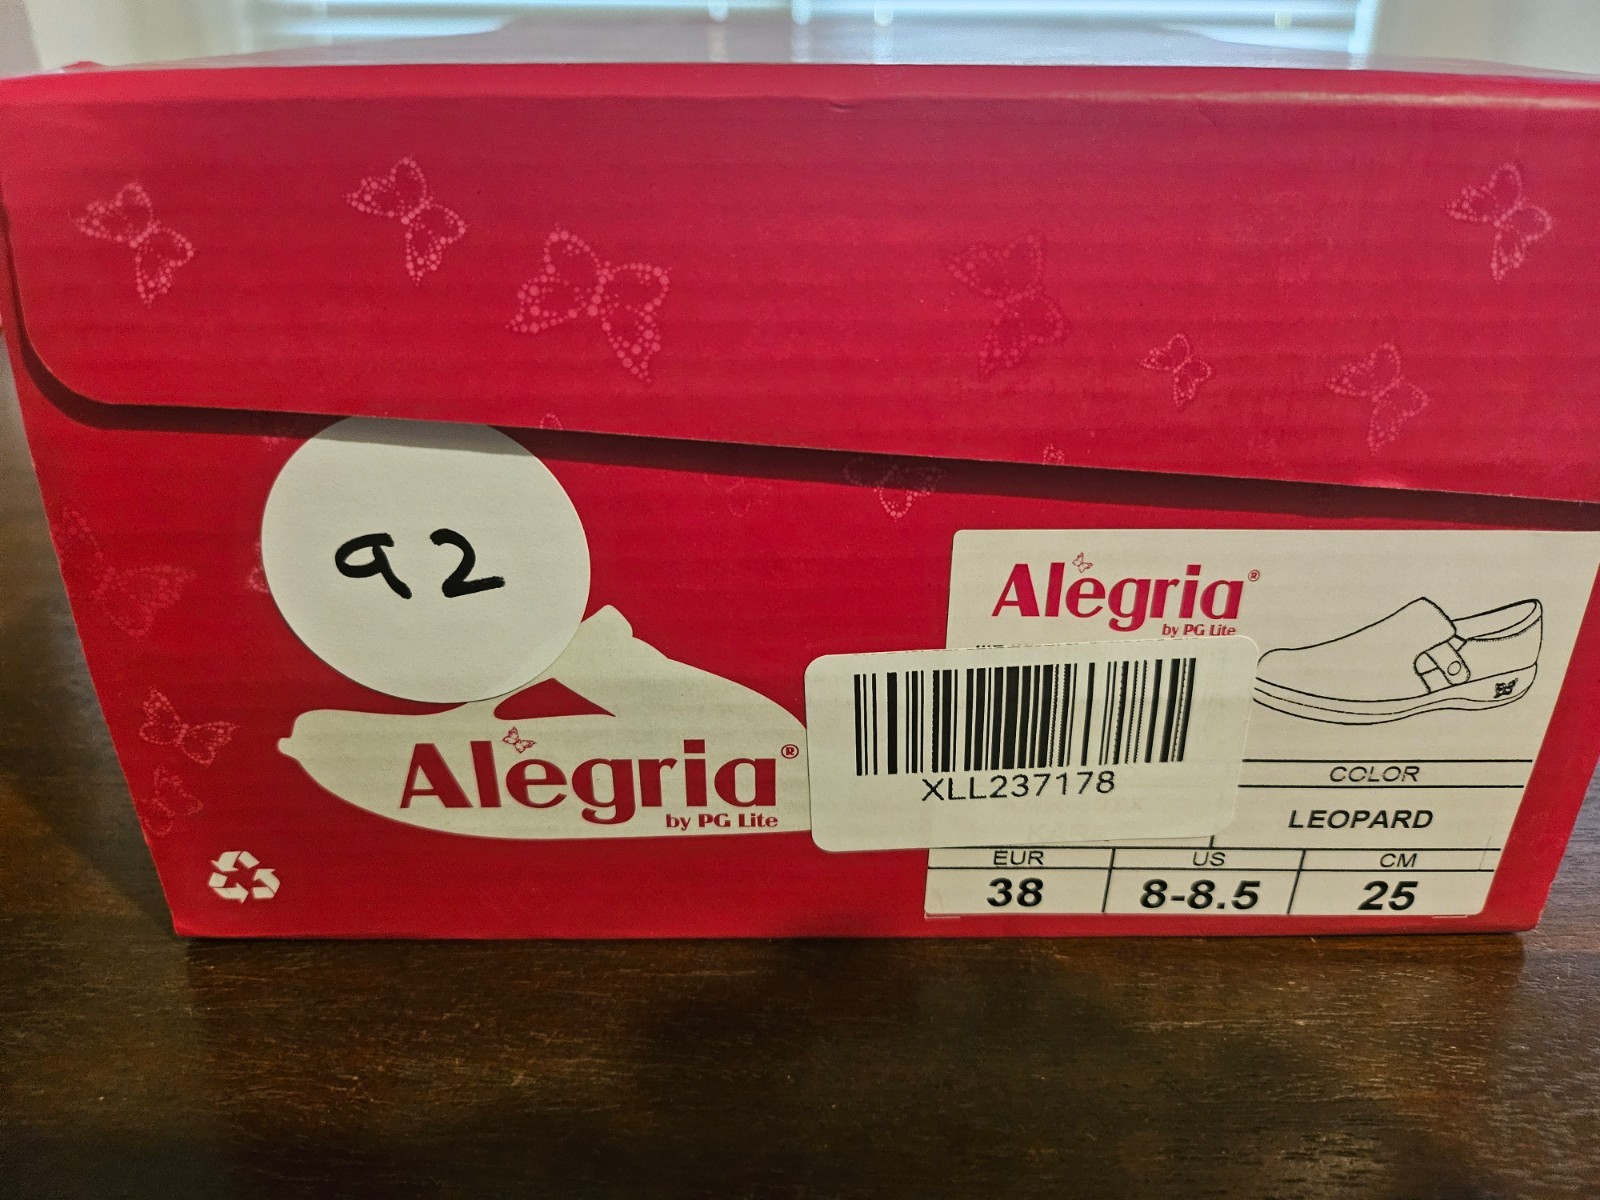 92
Alegria®
by PG Lite
Alegria®
by PG Lite
XLL237178
COLOR
LEOPARD
EUR US CM
38 8-8.5 25